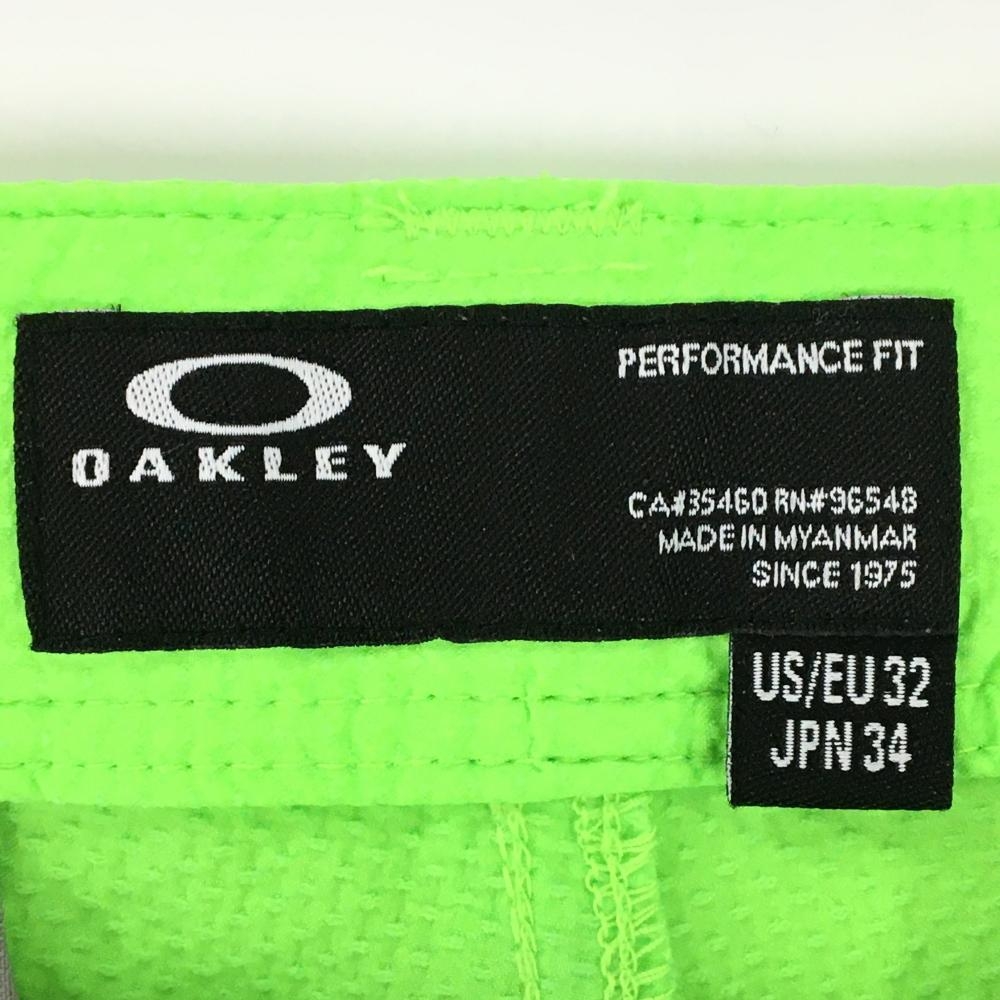 OAKLEY
PERFORMANCE FIT
CA#35460 RN#96548
MADE IN MYANMAR
SINCE 1975
US/EU 32
JPN 34